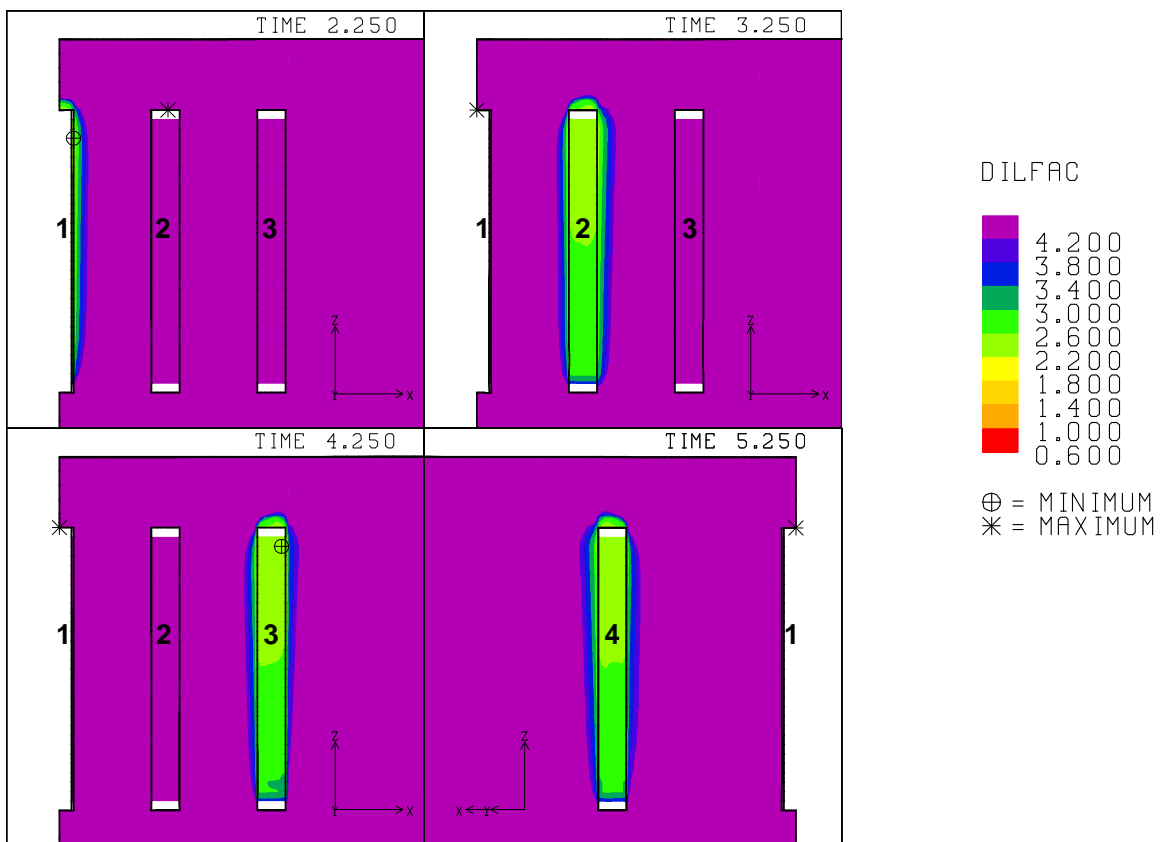 TIME 2.250
1
2
3
Z
Y
X
TIME 3.250
1
2
3
Z
Y
X
TIME 4.250
1
2
3
Z
Y
X
TIME 5.250
4
1
Z
X
Y
DILFAC
4.200
3.800
3.400
3.000
2.600
2.200
1.800
1.400
1.000
0.600
⊕ = MINIMUM
✳ = MAXIMUM